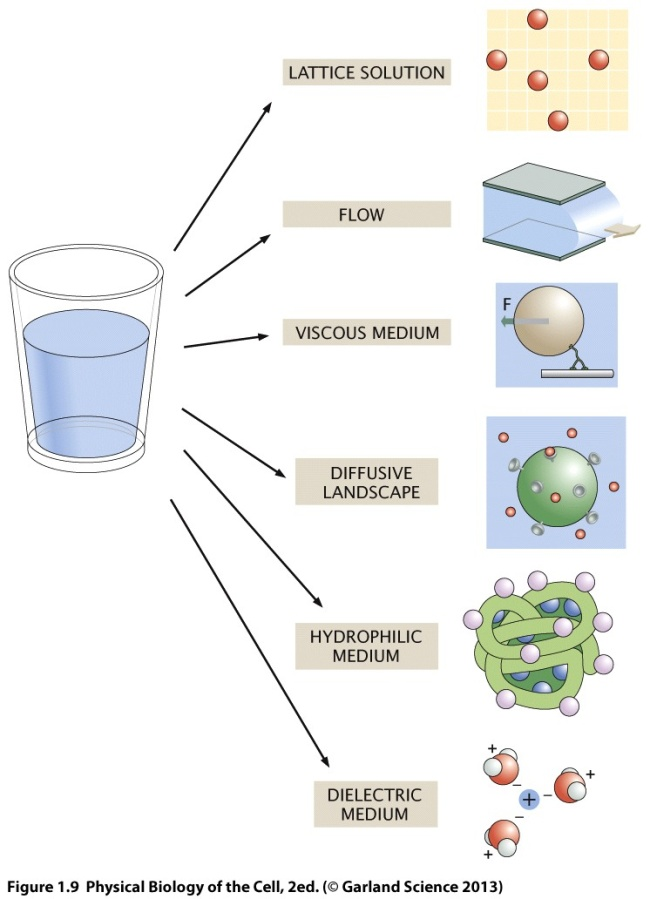 LATTICE SOLUTION
FLOW
VISCOUS MEDIUM
F
DIFFUSIVE
LANDSCAPE
HYDROPHILIC
MEDIUM
DIELECTRIC
MEDIUM
+
+
−
+
−
−
+
Figure 1.9 Physical Biology of the Cell, 2ed. (© Garland Science 2013)